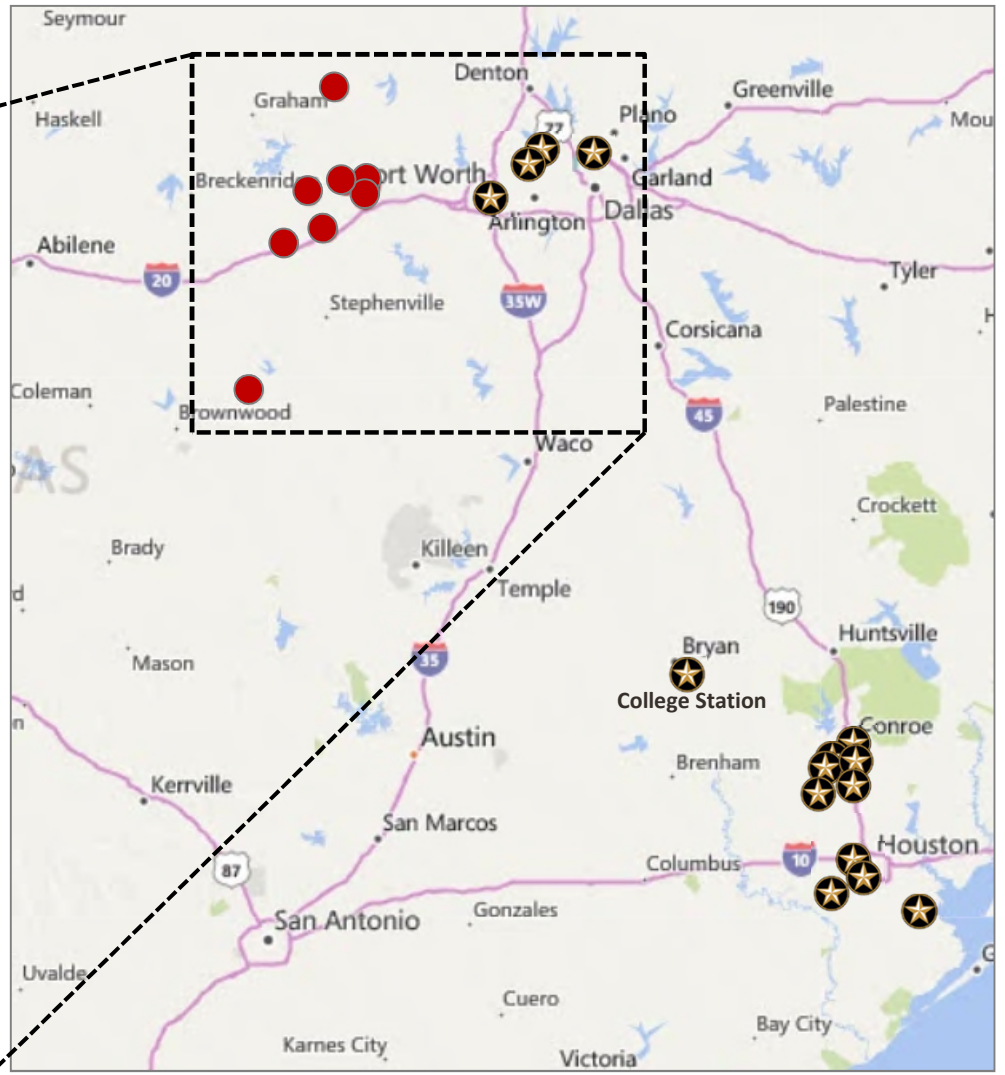 Seymour
Denton
Greenville
Graham
Haskell
Plano
77
Mou
Breckenrid
ort Worth
Garland
Arlington
Dallas
Abilene
20
Tyler
Stephenville
35W
H
Corsicana
Coleman
Brownwood
45
Palestine
Waco
AS
Crockett
Brady
Killeen
Temple
d
190
Huntsville
Bryan
Mason
35
College Station
n
Conroe
Austin
Brenham
Kerrville
San Marcos
Houston
10
Columbus
87
Gonzales
San Antonio
Uvalde
G
Cuero
Bay City
Karnes City
Victoria